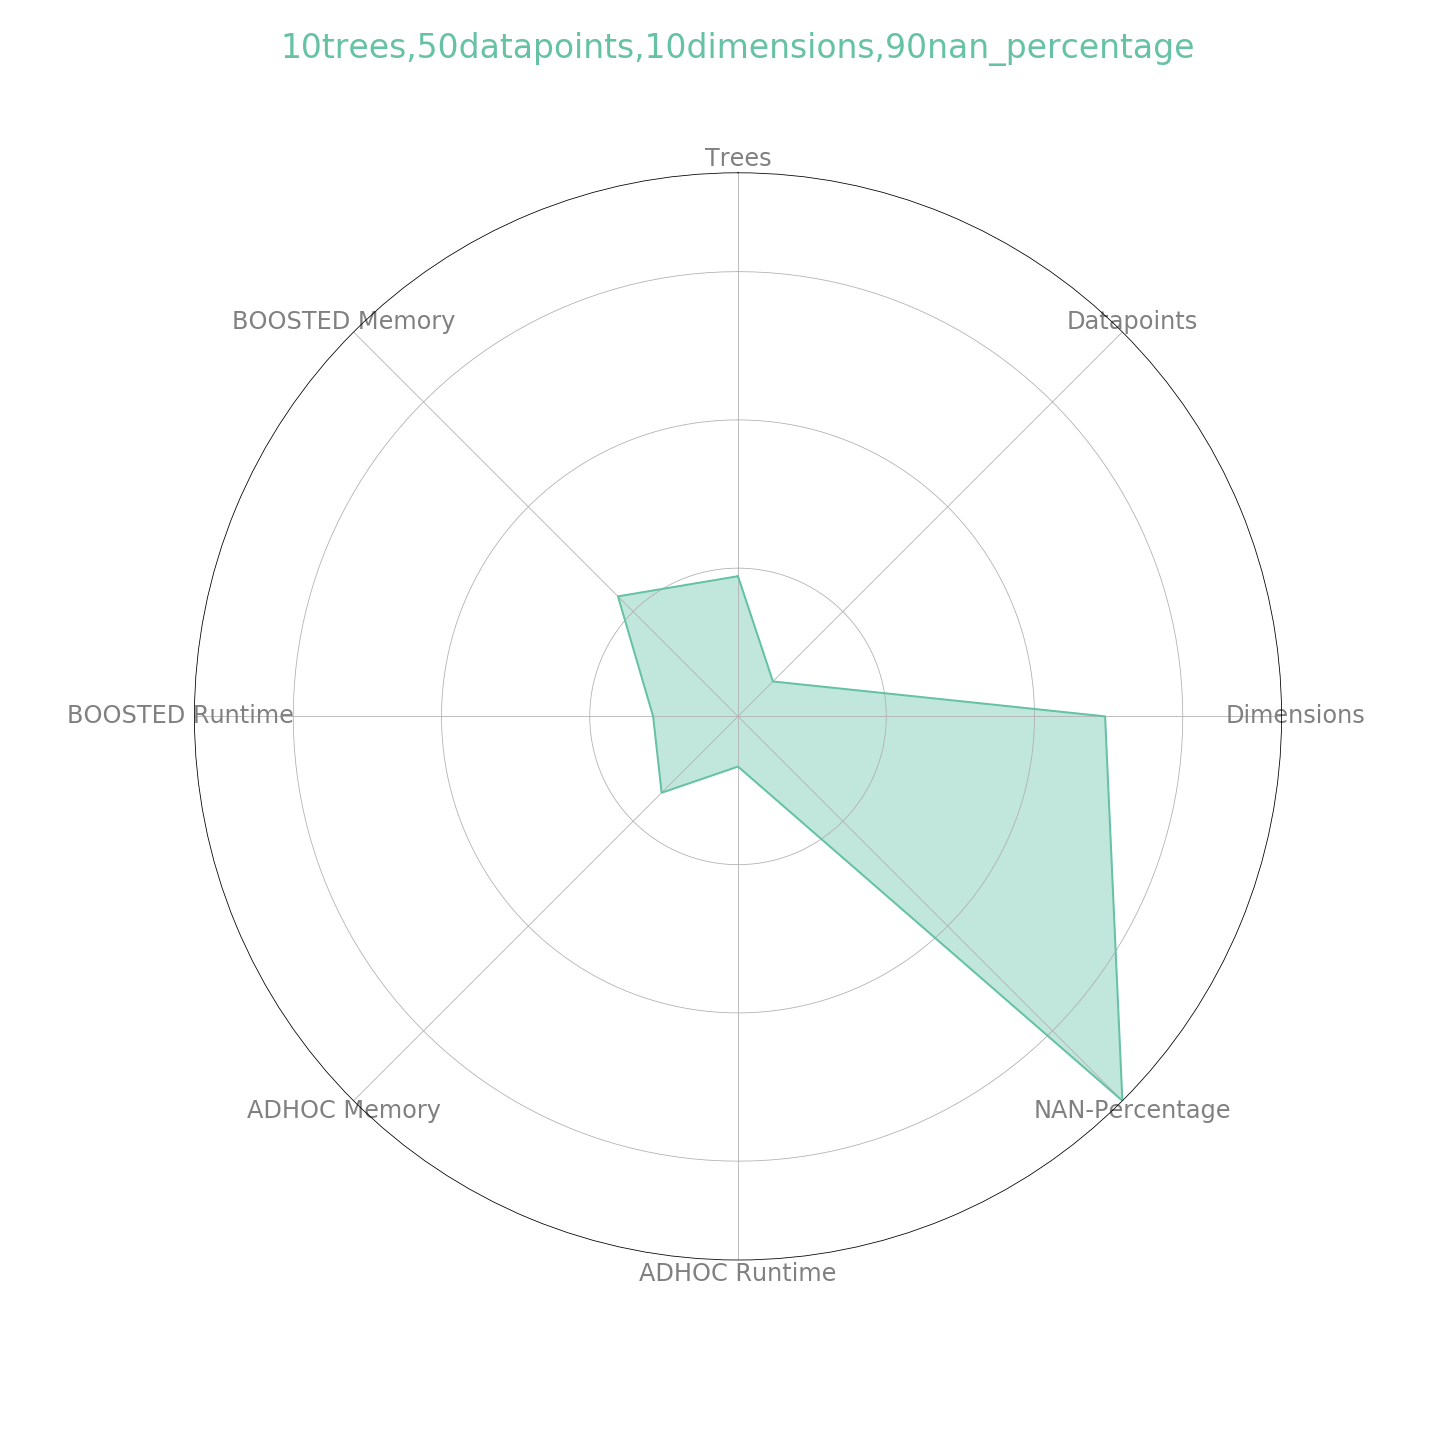 10trees,50datapoints,10dimensions,90nan_percentage
Trees
BOOSTED Memory
Datapoints
BOOSTED Runtime
Dimensions
ADHOC Memory
NAN-Percentage
ADHOC Runtime